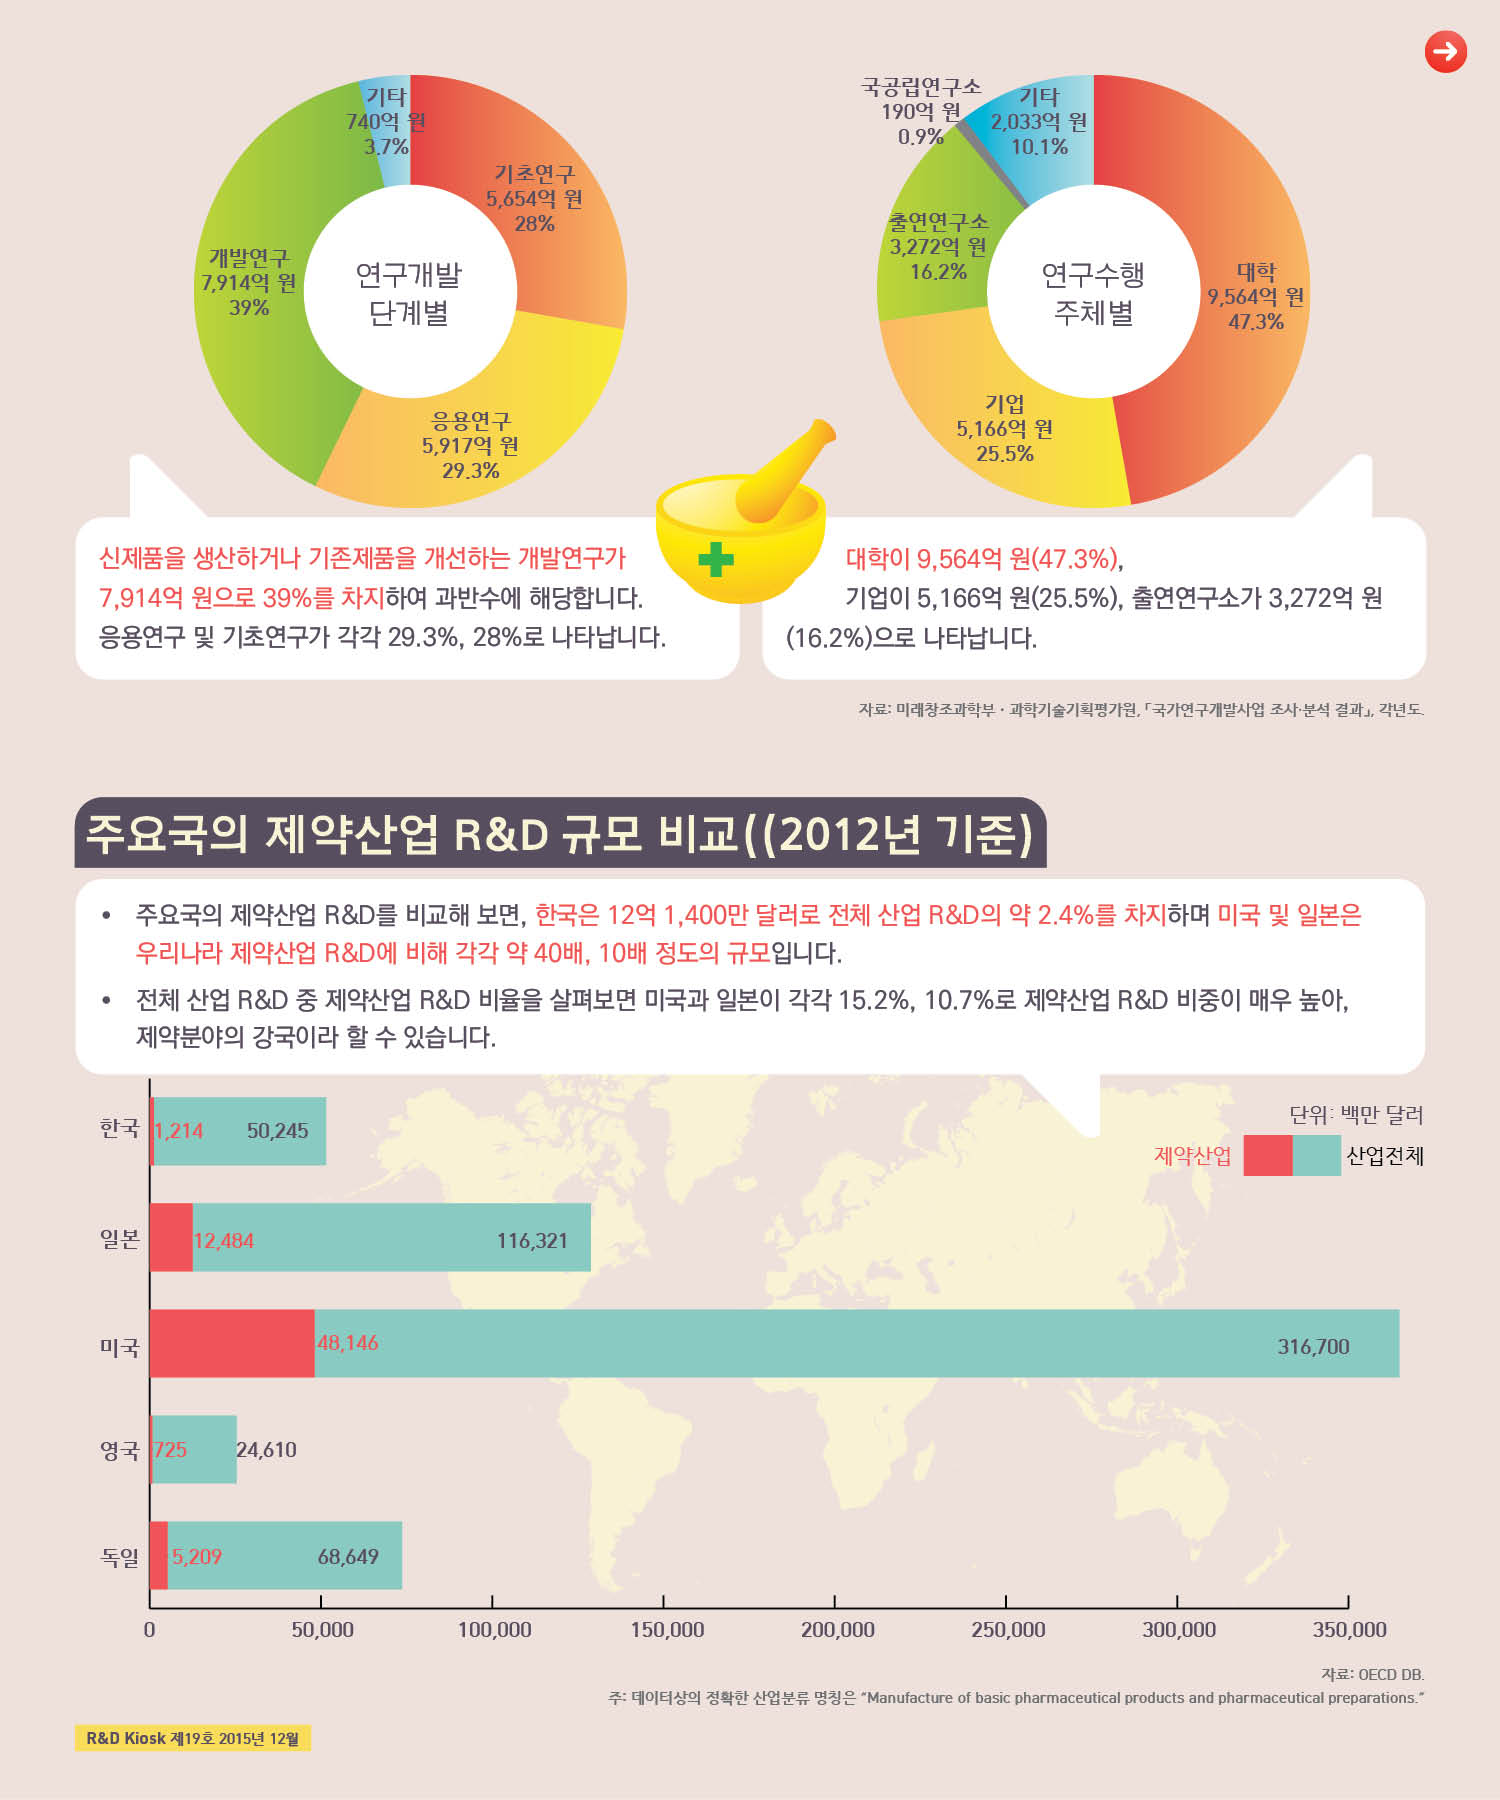 기타
740억 원
3.7%
기초연구
5,654억 원
28%
개발연구
7,914억 원
39%
연구개발
단계별
응용연구
5,917억 원
29.3%
국공립연구소
190억 원
0.9%
기타
2,033억 원
10.1%
출연연구소
3,272억 원
16.2%
연구수행
주체별
대학
9,564억 원
47.3%
기업
5,166억 원
25.5%
신제품을 생산하거나 기존제품을 개선하는 개발연구가
7,914억 원으로 39%를 차지하여 과반수에 해당합니다.
응용연구 및 기초연구가 각각 29.3%, 28%로 나타납니다.
대학이 9,564억 원(47.3%),
기업이 5,166억 원(25.5%), 출연연구소가 3,272억 원
(16.2%)으로 나타납니다.
자료: 미래창조과학부·과학기술기획평가원, 「국가연구개발사업 조사·분석 결과」, 각년도.
주요국의 제약산업 R&D 규모 비교((2012년 기준)
• 주요국의 제약산업 R&D를 비교해 보면, 한국은 12억 1,400만 달러로 전체 산업 R&D의 약 2.4%를 차지하며 미국 및 일본은
우리나라 제약산업 R&D에 비해 각각 약 40배, 10배 정도의 규모입니다.
• 전체 산업 R&D 중 제약산업 R&D 비율을 살펴보면 미국과 일본이 각각 15.2%, 10.7%로 제약산업 R&D 비중이 매우 높아,
제약분야의 강국이라 할 수 있습니다.
단위: 백만 달러
제약산업 산업전체
한국 1,214 50,245
일본 12,484 116,321
미국 48,146 316,700
영국 725 24,610
독일 5,209 68,649
0 50,000 100,000 150,000 200,000 250,000 300,000 350,000
자료: OECD DB.
주: 데이터상의 정확한 산업분류 명칭은 “Manufacture of basic pharmaceutical products and pharmaceutical preparations.”
R&D Kiosk 제19호 2015년 12월